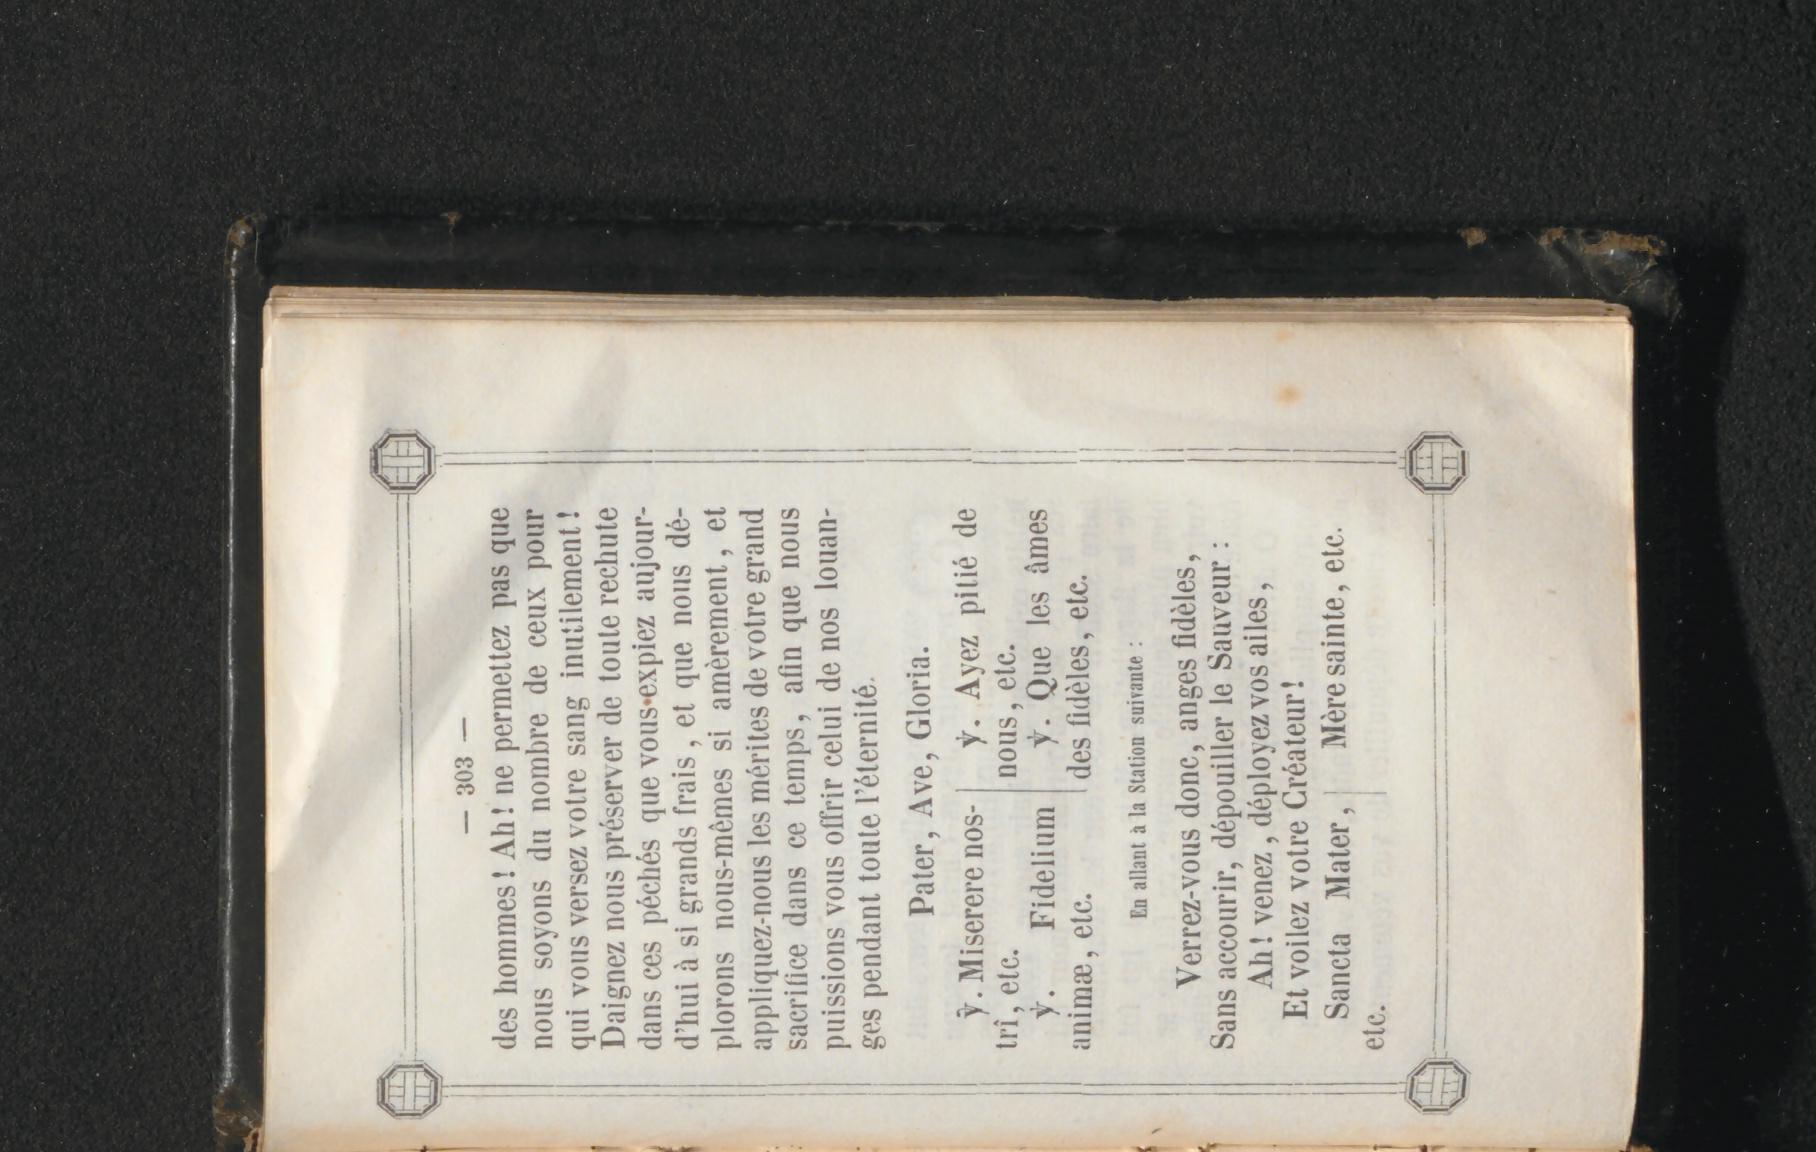 — 303 —
des hommes! Ah! ne permettez pas que
nous soyons du nombre de ceux pour
qui vous versez votre sang inutilement!
Daignez nous préserver de toute rechute
dans ces péchés que vous expiez aujour-
d'hui à si grands frais, et que nous dé-
plorons nous-mêmes si amèrement, et
appliquez-nous les mérites de votre grand
sacrifice dans ce temps, afin que nous
puissions vous offrir celui de nos louan-
ges pendant toute l'éternité.
Pater, Ave, Gloria.
℣. Miserere nos-
trî, etc.
℣. Fidelium
animæ, etc.
℣. Ayez pitié de
nous, etc.
℣. Que les âmes
des fidèles, etc.
En allant à la Station suivante :
Verrez-vous donc, anges fidèles,
Sans accourir, dépouiller le Sauveur :
Ah! venez, déployez vos ailes,
Et voilez votre Créateur!
Sancta Mater,
etc.
Mère sainte, etc.